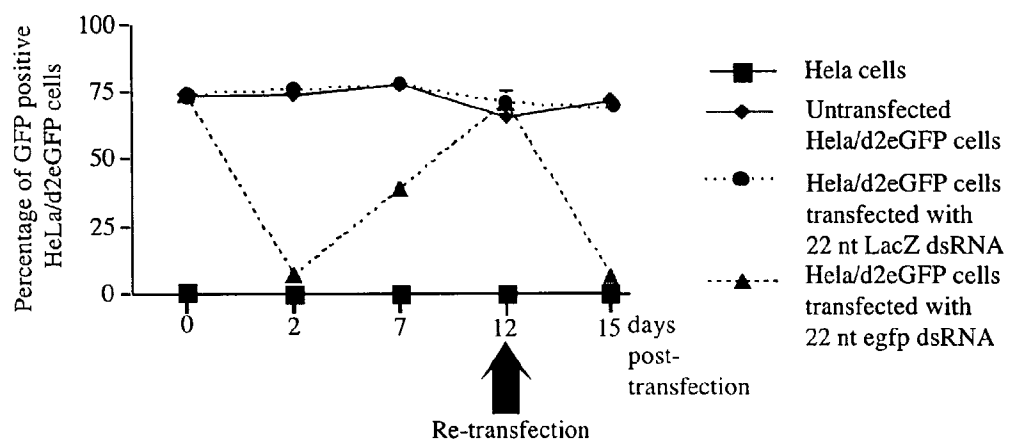 Percentage of GFP positive
HeLa/d2eGFP cells
100
75
50
25
0
0
2
7
12
15 days
post-
transfection
Re-transfection
Hela cells
Untransfected
Hela/d2eGFP cells
Hela/d2eGFP cells
transfected with
22 nt LacZ dsRNA
Hela/d2eGFP cells
transfected with
22 nt egfp dsRNA